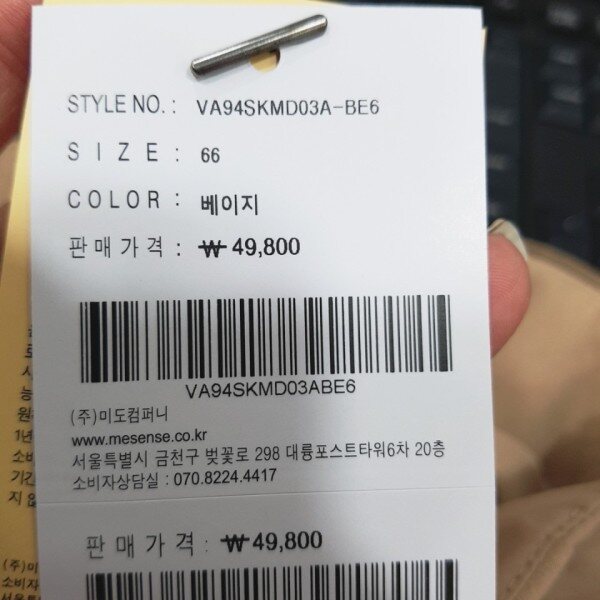 STYLE NO. : VA94SKMD03A-BE6
SIZE : 66
COLOR : 베이지
판매가격 : ₩ 49,800
VA94SKMD03ABE6
(주)미도컴퍼니
www.mesense.co.kr
서울특별시 금천구 벚꽃로 298 대륭포스트타워6차 20층
소비자상담실 : 070.8224.4417
판매가격 : ₩ 49,800